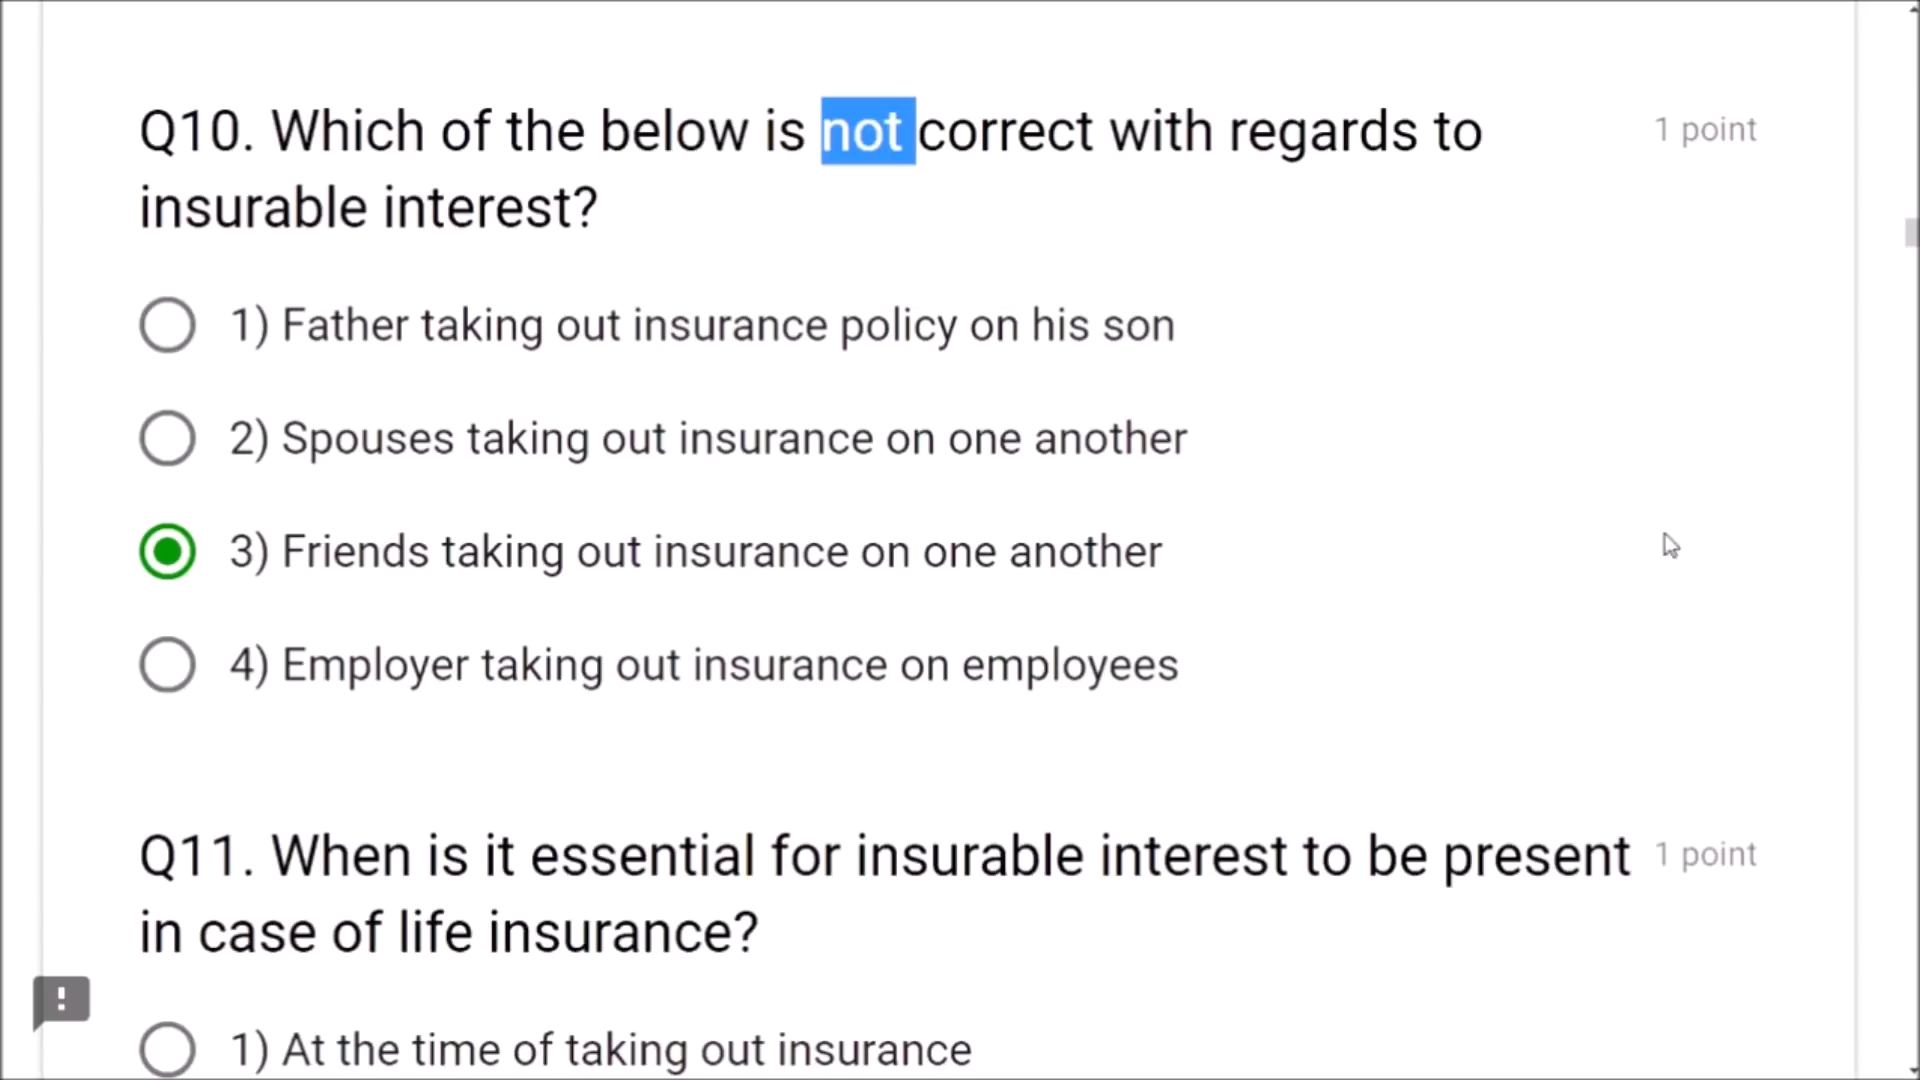 Q10. Which of the below is not correct with regards to
1 point
insurable interest?
1) Father taking out insurance policy on his son
2) Spouses taking out insurance on one another
3) Friends taking out insurance on one another
4) Employer taking out insurance on employees
Q11. When is it essential for insurable interest to be present
1 point
in case of life insurance?
1) At the time of taking out insurance